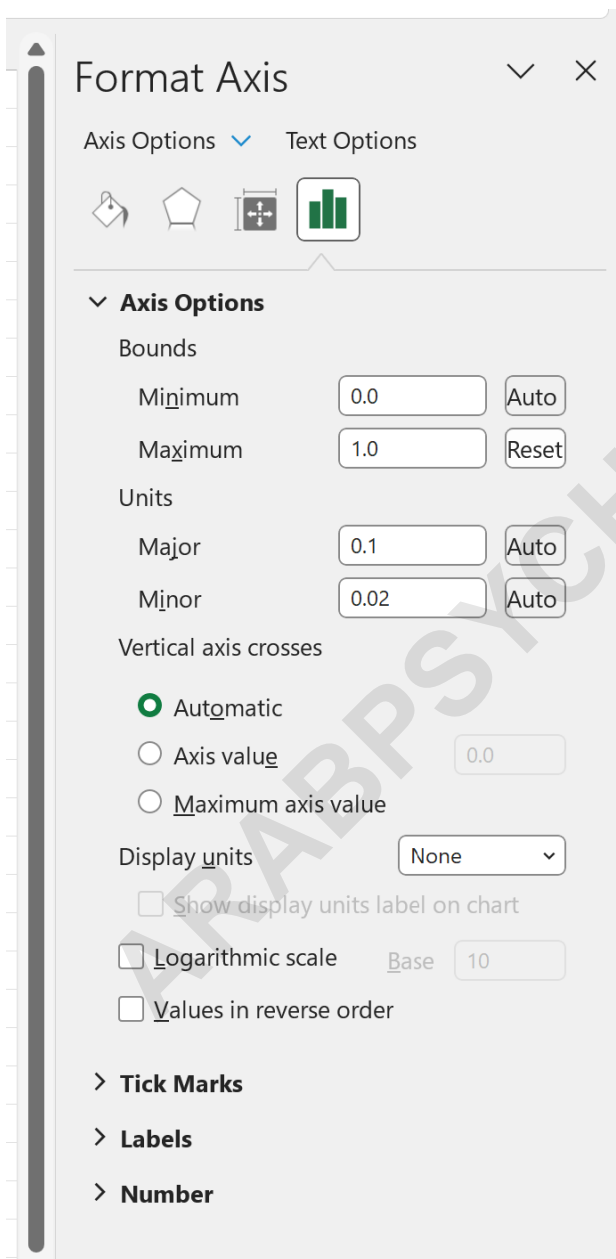 Format Axis
Axis Options Text Options
Axis Options
Bounds
Minimum 0.0 Auto
Maximum 1.0 Reset
Units
Major 0.1 Auto
Minor 0.02 Auto
Vertical axis crosses
Automatic
Axis value 0.0
Maximum axis value
Display units None
Show display units label on chart
Logarithmic scale Base 10
Values in reverse order
Tick Marks
Labels
Number
ARABPSYCH